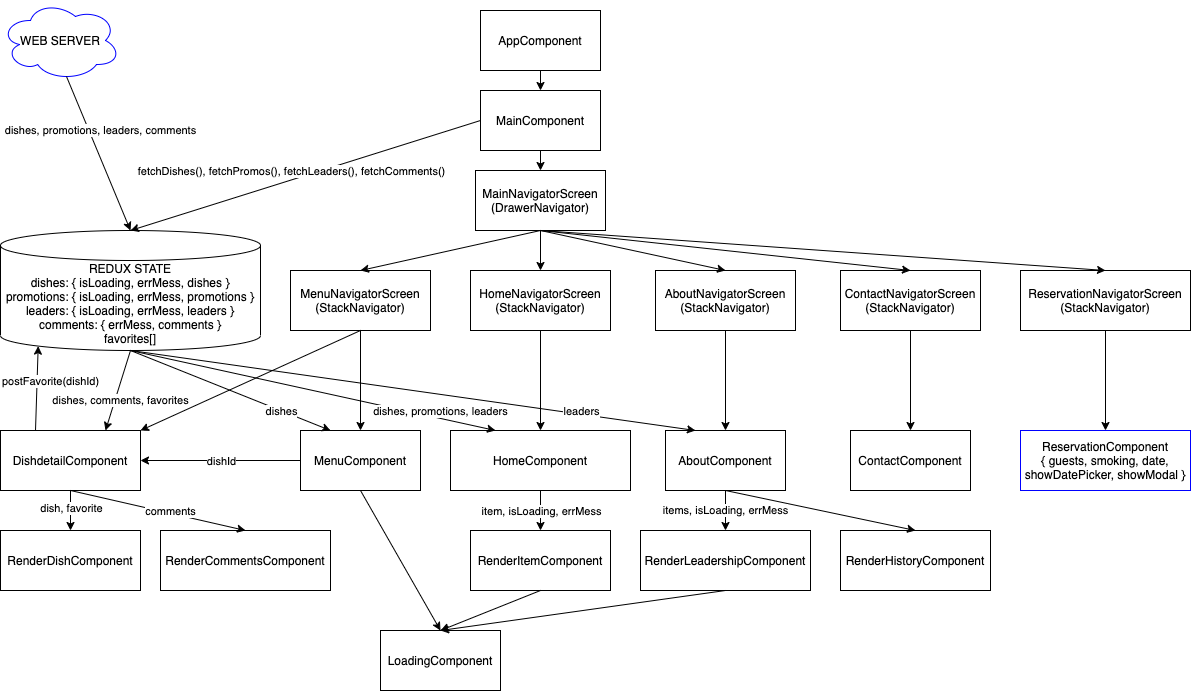 WEB SERVER
AppComponent
MainComponent
dishes, promotions, leaders, comments
fetchDishes(), fetchPromos(), fetchLeaders(), fetchComments()
MainNavigatorScreen
(DrawerNavigator)
REDUX STATE
dishes: { isLoading, errMess, dishes }
promotions: { isLoading, errMess, promotions }
leaders: { isLoading, errMess, leaders }
comments: { errMess, comments }
favorites[]
MenuNavigatorScreen
(StackNavigator)
HomeNavigatorScreen
(StackNavigator)
AboutNavigatorScreen
(StackNavigator)
ContactNavigatorScreen
(StackNavigator)
ReservationNavigatorScreen
(StackNavigator)
postFavorite(dishId)
dishes, comments, favorites
dishes
dishes, promotions, leaders
leaders
DishdetailComponent
dishId
MenuComponent
HomeComponent
AboutComponent
ContactComponent
ReservationComponent
{ guests, smoking, date,
showDatePicker, showModal }
dish, favorite
comments
item, isLoading, errMess
items, isLoading, errMess
RenderDishComponent
RenderCommentsComponent
RenderItemComponent
RenderLeadershipComponent
RenderHistoryComponent
LoadingComponent